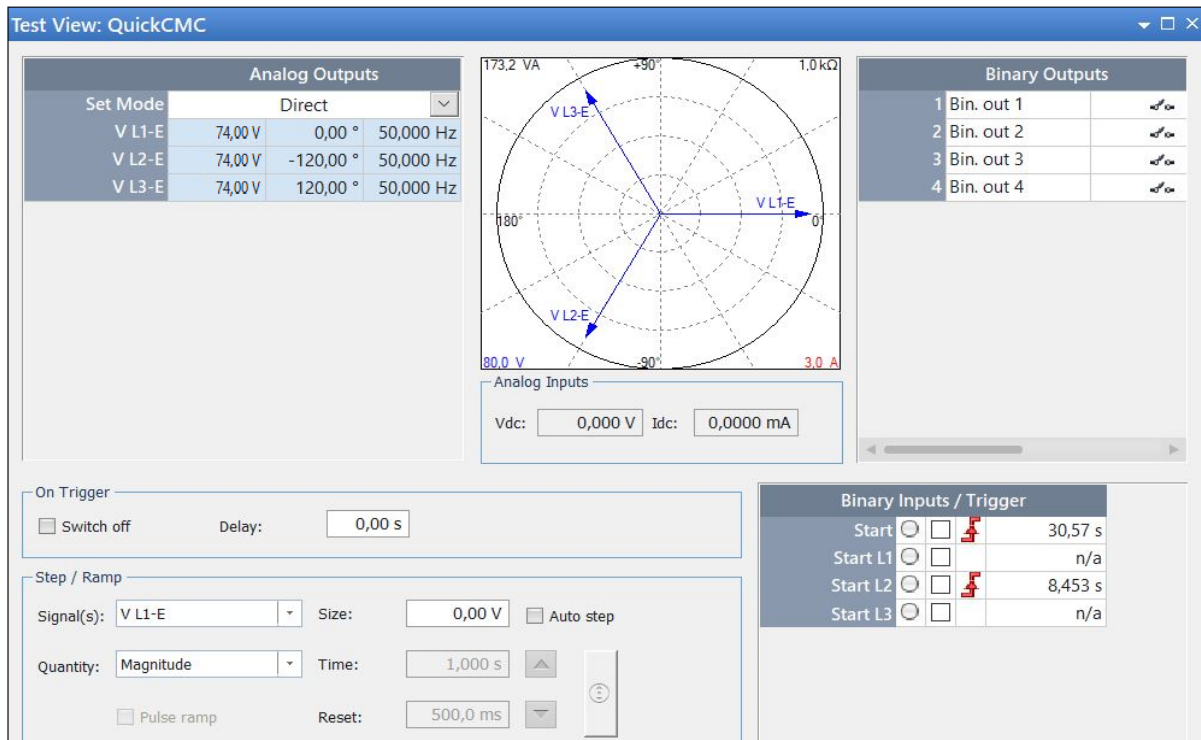 Test View: QuickCMC
Analog Outputs
Set Mode Direct
V L1-E 74,00 V 0,00 ° 50,000 Hz
V L2-E 74,00 V -120,00 ° 50,000 Hz
V L3-E 74,00 V 120,00 ° 50,000 Hz
173,2 VA +90° 1,0 kΩ
V L3-E
V L1-E
180° 0°
V L2-E
80,0 V -90° 3,0 A
Analog Inputs
Vdc: 0,000 V Idc: 0,0000 mA
Binary Outputs
1 Bin. out 1
2 Bin. out 2
3 Bin. out 3
4 Bin. out 4
On Trigger
Switch off Delay: 0,00 s
Step / Ramp
Signal(s): V L1-E Size: 0,00 V Auto step
Quantity: Magnitude Time: 1,000 s
Pulse ramp Reset: 500,0 ms
Binary Inputs / Trigger
Start 30,57 s
Start L1 n/a
Start L2 8,453 s
Start L3 n/a